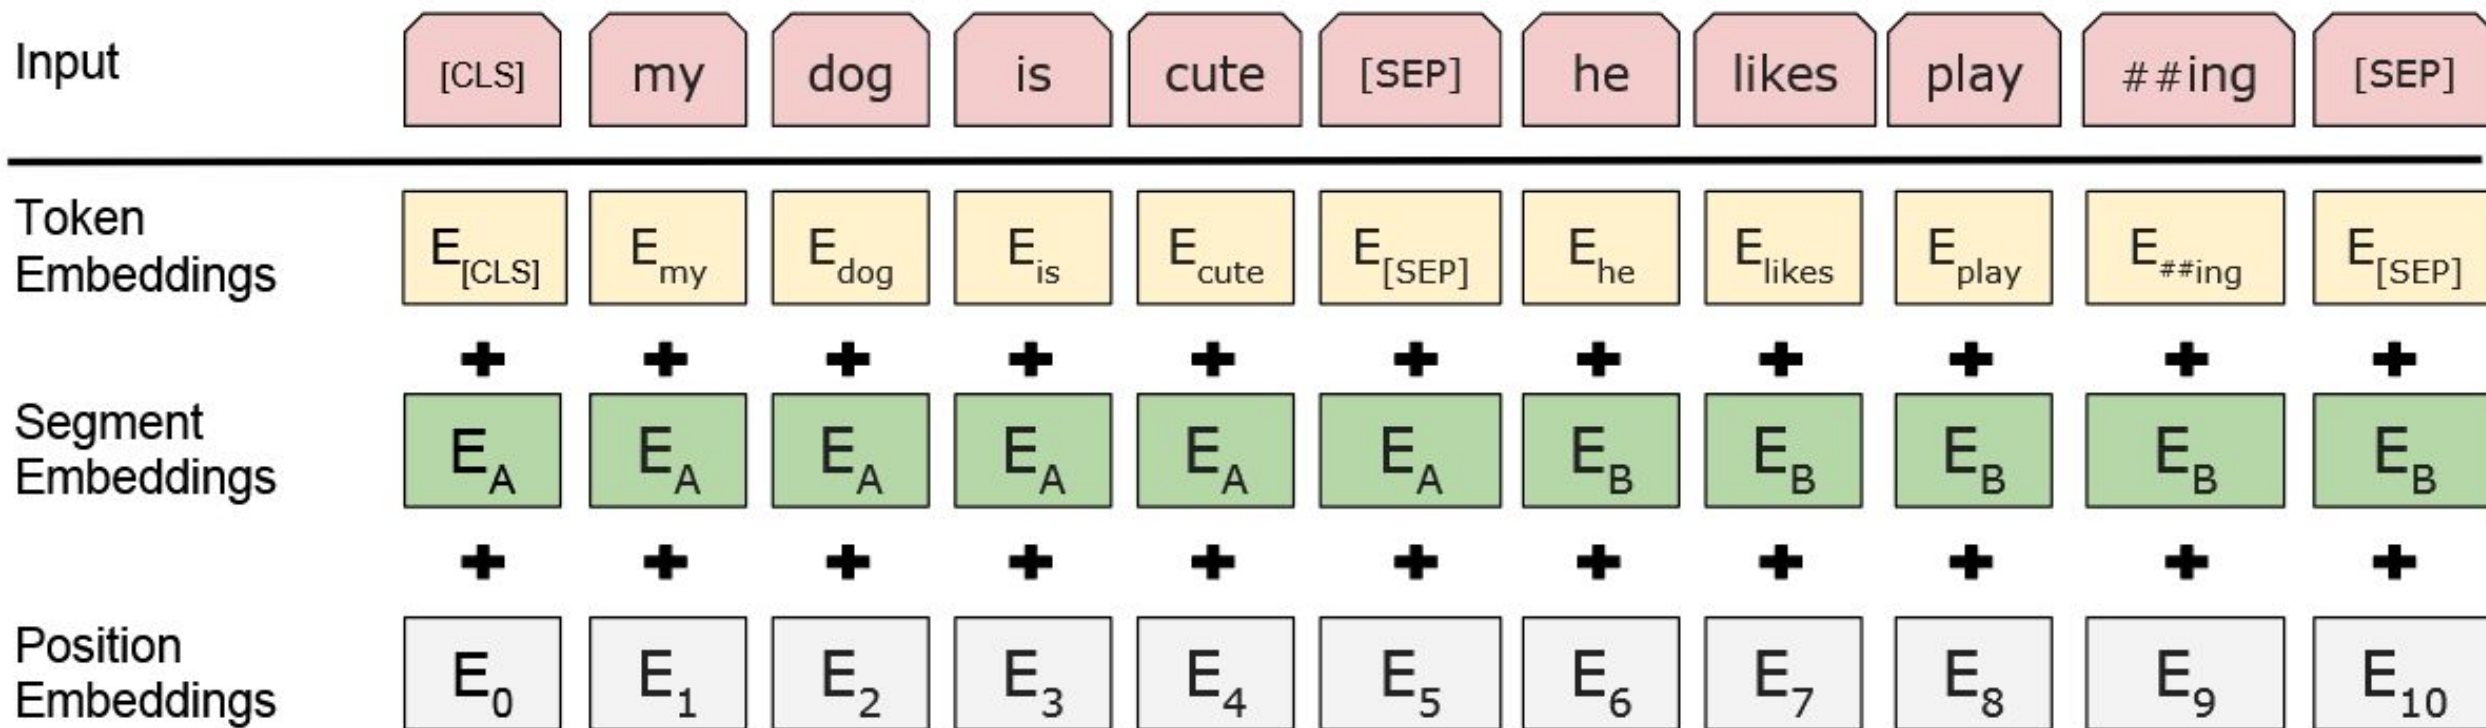 Input [CLS] my dog is cute [SEP] he likes play ##ing [SEP]
Token
Embeddings E[CLS] Emy Edog Eis Ecute E[SEP] Ehe Elikes Eplay E##ing E[SEP]
+ + + + + + + + + + +
Segment
Embeddings EA EA EA EA EA EA EB EB EB EB EB
+ + + + + + + + + + +
Position
Embeddings E0 E1 E2 E3 E4 E5 E6 E7 E8 E9 E10